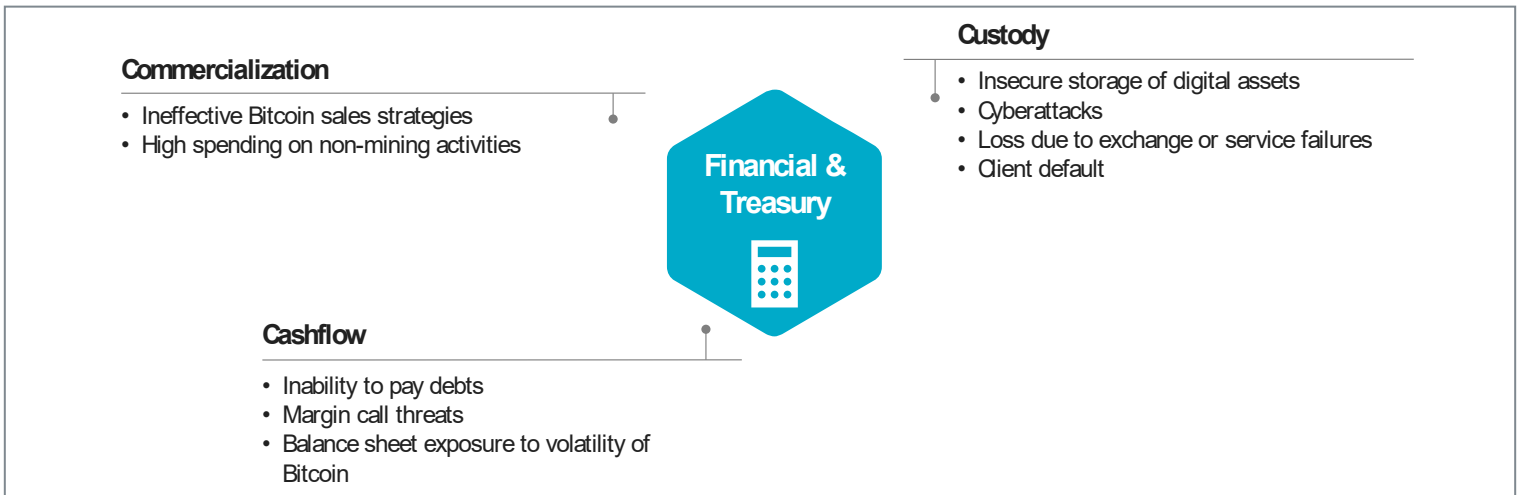 Commercialization
• Ineffective Bitcoin sales strategies
• High spending on non-mining activities
Custody
• Insecure storage of digital assets
• Cyberattacks
• Loss due to exchange or service failures
• Client default
Financial &
Treasury
Cashflow
• Inability to pay debts
• Margin call threats
• Balance sheet exposure to volatility of
Bitcoin